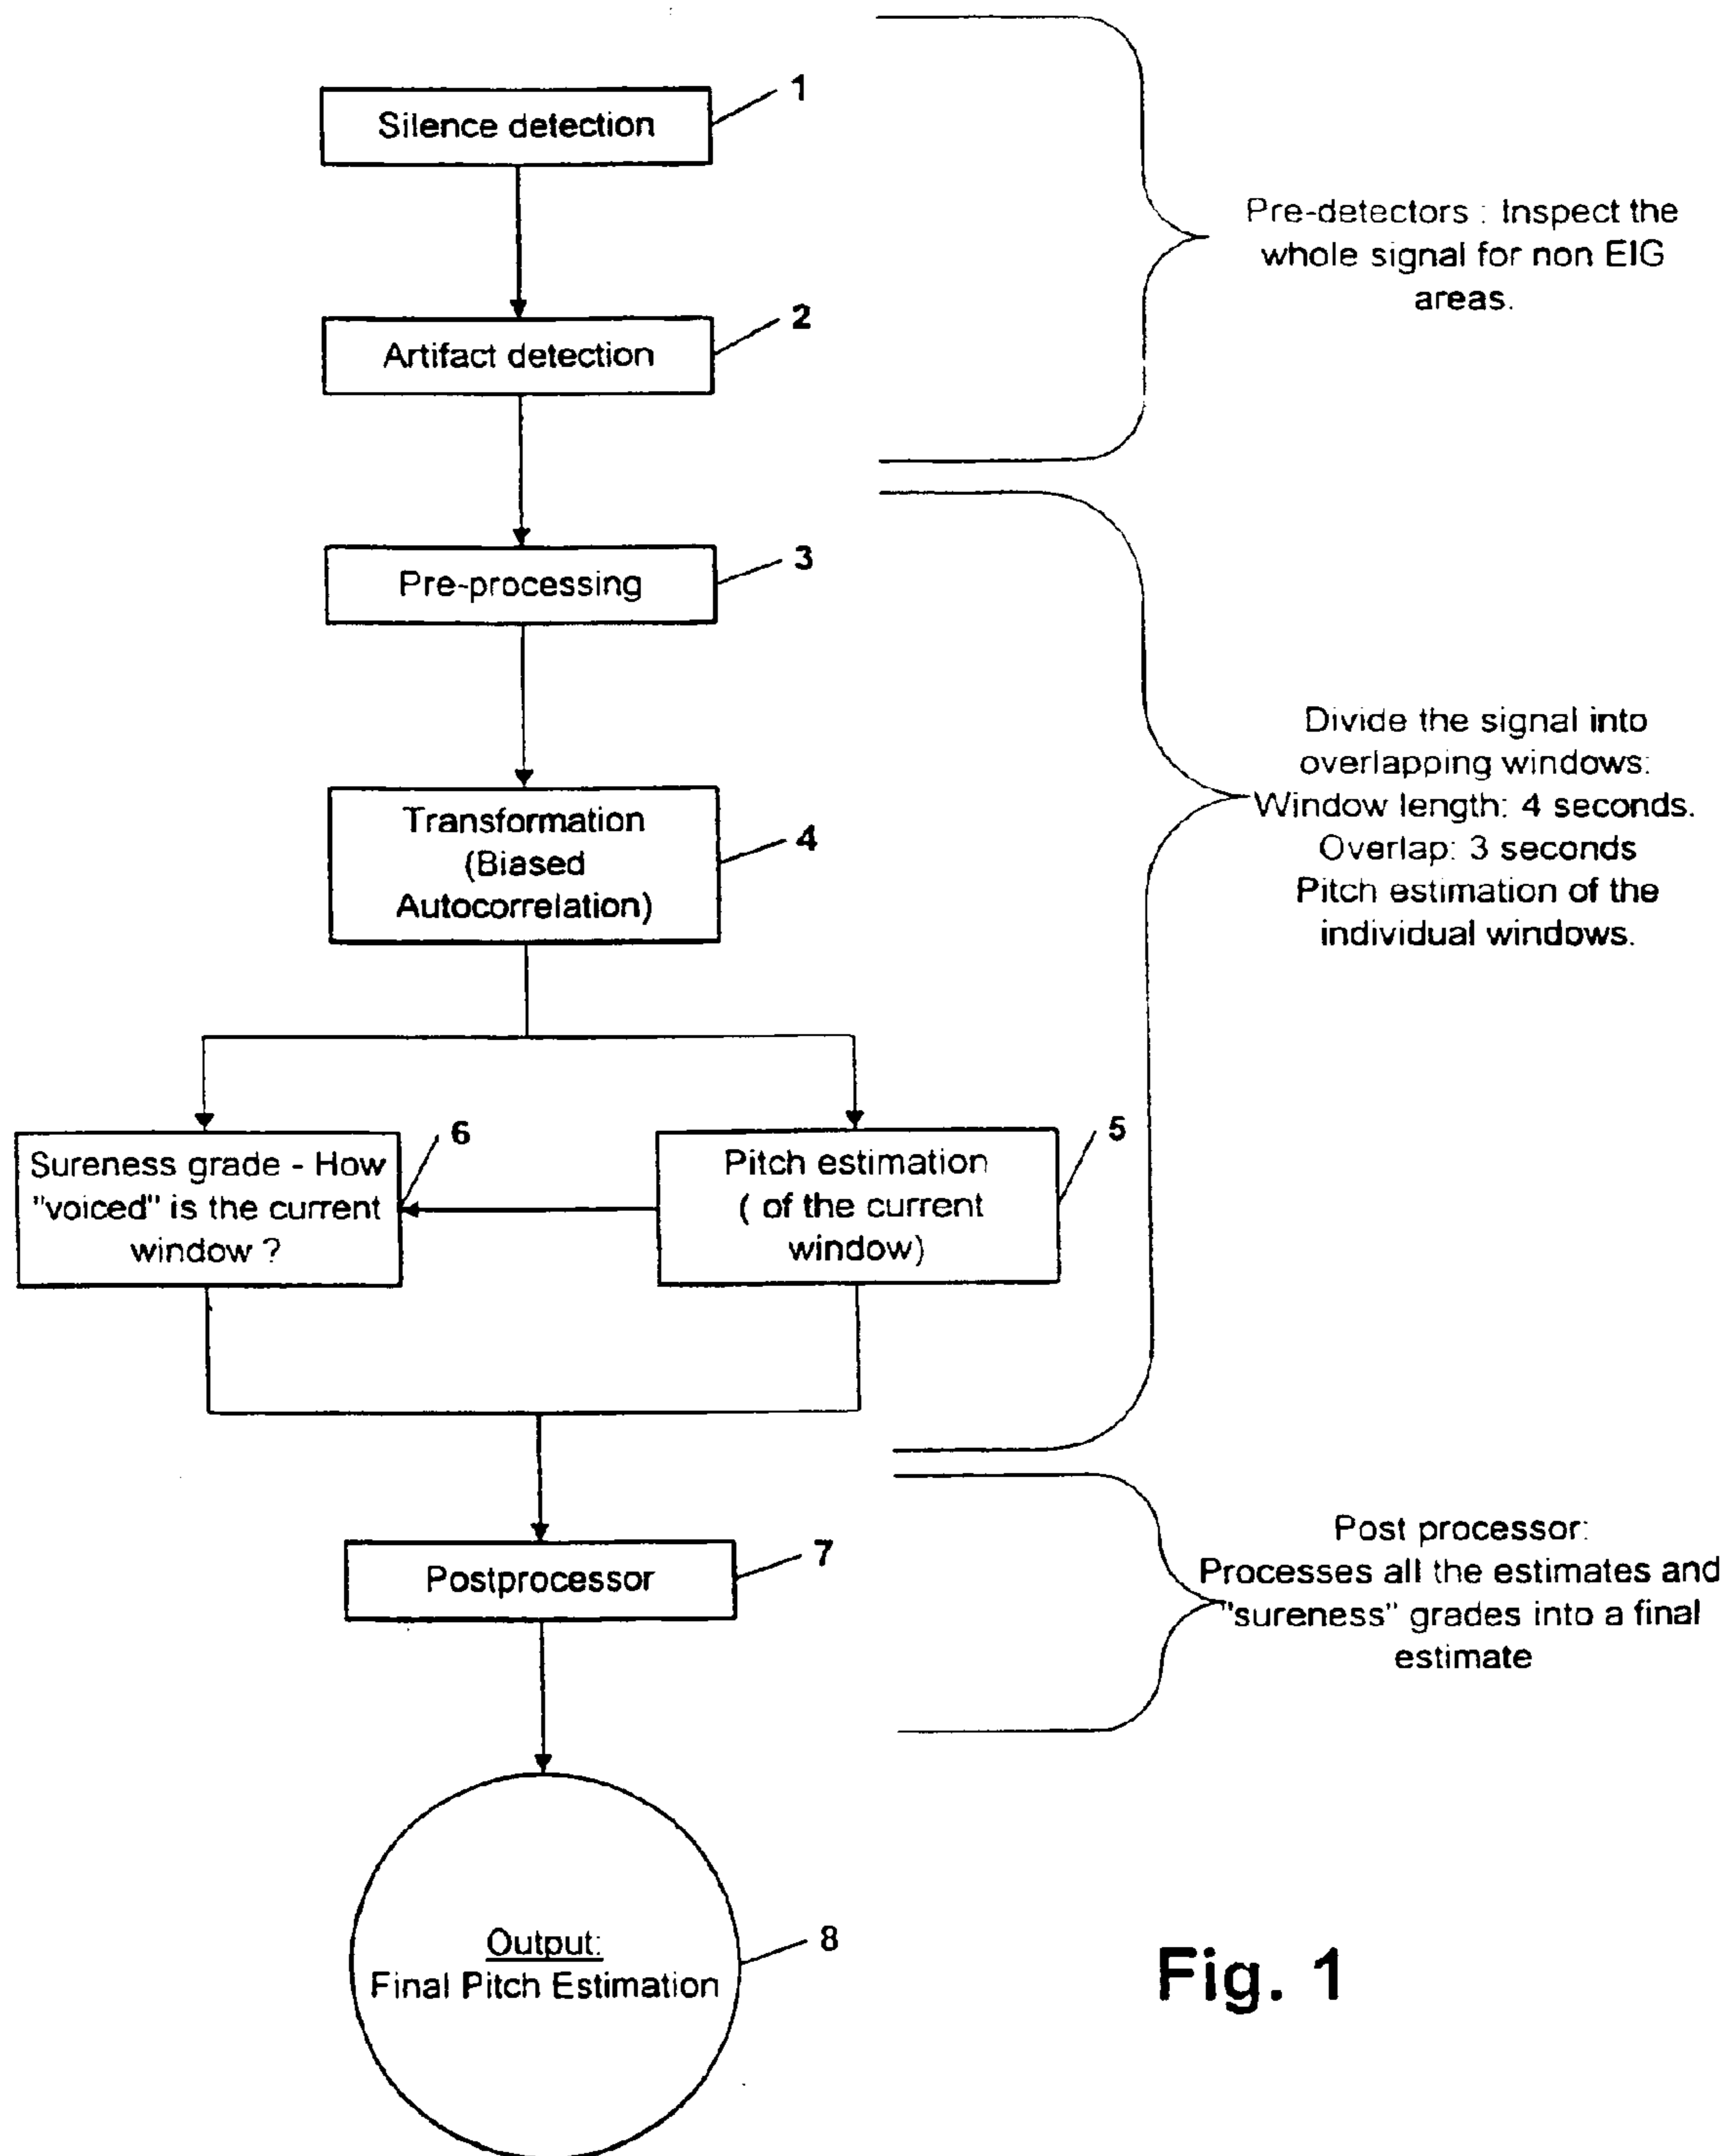 Silence detection
1
Artifact detection
2
Pre-detectors : Inspect the
whole signal for non EIG
areas.
Pre-processing
3
Transformation
(Biased
Autocorrelation)
4
Divide the signal into
overlapping windows:
Window length: 4 seconds.
Overlap: 3 seconds
Pitch estimation of the
individual windows.
Sureness grade - How
"voiced" is the current
window ?
6
Pitch estimation
( of the current
window)
5
Postprocessor
7
Post processor:
Processes all the estimates and
"sureness" grades into a final
estimate
Output:
Final Pitch Estimation
8
Fig. 1